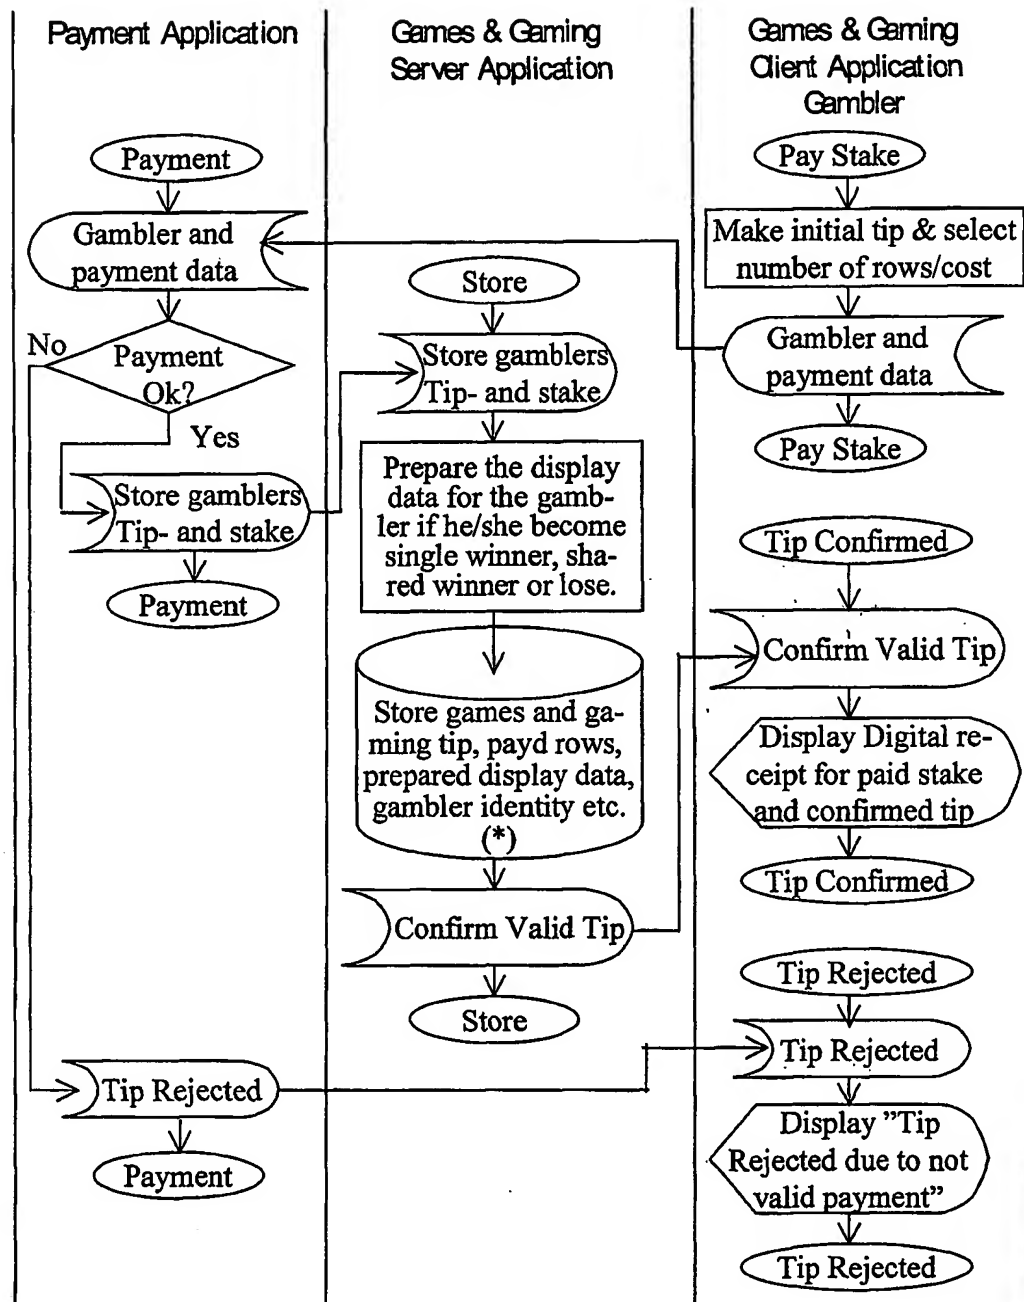 Payment Application
Payment
Gambler and
payment data
No
Payment
Ok?
Yes
Store gamblers
Tip- and stake
Payment
Tip Rejected
Payment
Games & Gaming
Server Application
Store
Store gamblers
Tip- and stake
Prepare the display
data for the gamb-
ler if he/she become
single winner, sha-
red winner or lose.
Store games and ga-
ming tip, payd rows,
prepared display data,
gambler identity etc.
(*)
Confirm Valid Tip
Store
Games & Gaming
Client Application
Gambler
Pay Stake
Make initial tip & select
number of rows/cost
Gambler and
payment data
Pay Stake
Tip Confirmed
Confirm Valid Tip
Display Digital re-
ceipt for paid stake
and confirmed tip
Tip Confirmed
Tip Rejected
Tip Rejected
Display ”Tip
Rejected due to not
valid payment”
Tip Rejected